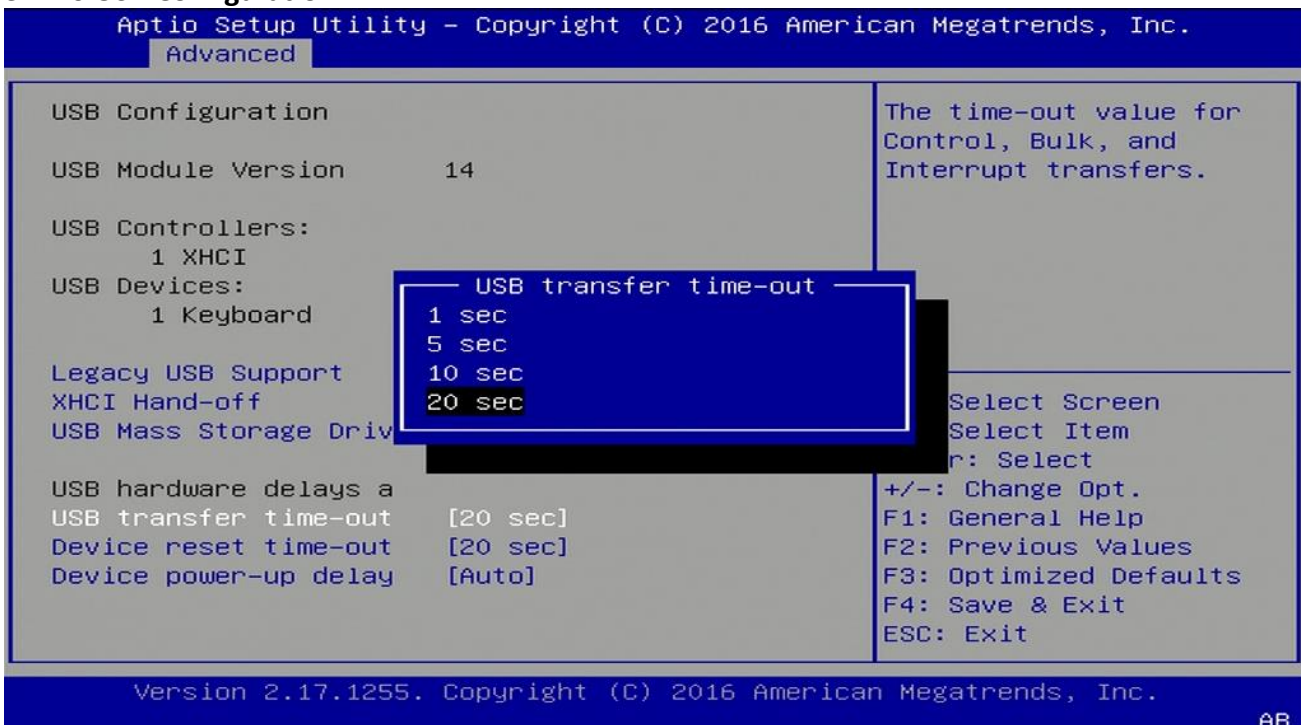 Aptio Setup Utility – Copyright (C) 2016 American Megatrends, Inc.
Advanced
USB Configuration
USB Module Version 14
USB Controllers:
1 XHCI
USB Devices:
1 Keyboard
Legacy USB Support
XHCI Hand-off
USB Mass Storage Driv
USB hardware delays a
USB transfer time-out [20 sec]
Device reset time-out [20 sec]
Device power-up delay [Auto]
USB transfer time-out
1 sec
5 sec
10 sec
20 sec
The time-out value for
Control, Bulk, and
Interrupt transfers.
Select Screen
Select Item
r: Select
+/-: Change Opt.
F1: General Help
F2: Previous Values
F3: Optimized Defaults
F4: Save & Exit
ESC: Exit
Version 2.17.1255. Copyright (C) 2016 American Megatrends, Inc.
AB